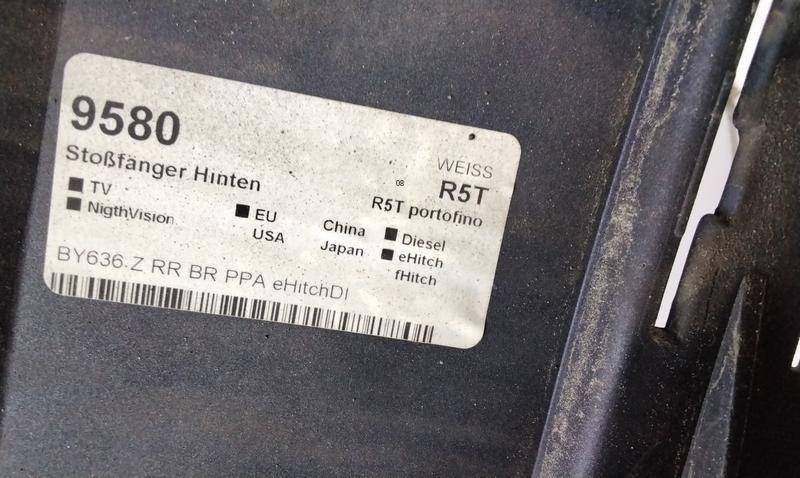 9580
WEISS
Stoßfänger Hinten
08
R5T
R5T portofino
■ TV
■ NigthVision
■ EU
USA
China
Japan
■ Diesel
■ eHitch
fHitch
BY636.Z RR BR PPA eHitchDI